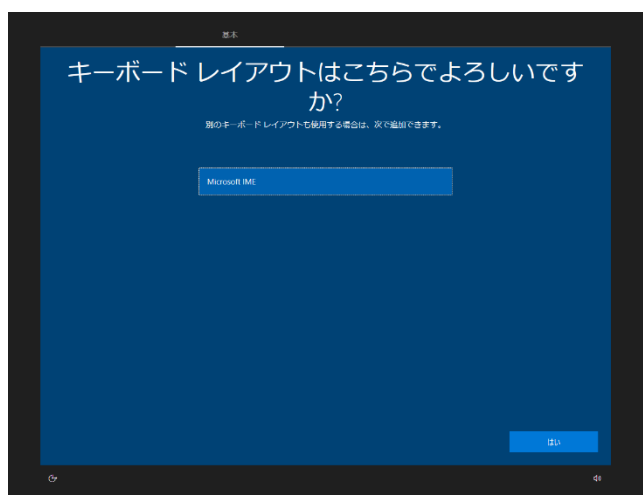 基本
キーボード レイアウトはこちらでよろしいです
か?
別のキーボード レイアウトも使用する場合は、次で追加できます。
Microsoft IME
はい